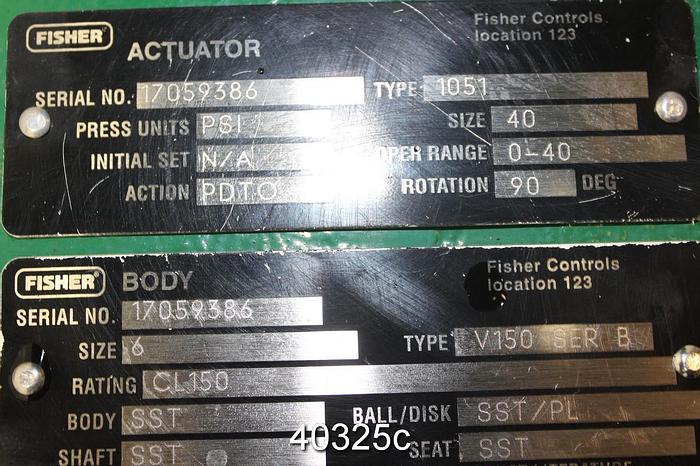 FISHER
ACTUATOR
Fisher Controls
location 123
SERIAL NO. 17059386 TYPE 1051
PRESS UNITS PSI SIZE 40
INITIAL SET N/A OPER RANGE 0-40
ACTION PDTO ROTATION 90 DEG
FISHER
BODY
Fisher Controls
location 123
SERIAL NO. 17059386
SIZE 6 TYPE V150 SER B
RATING CL150
BODY SST BALL/DISK SST/PL
SHAFT SST SEAT SST
40325c